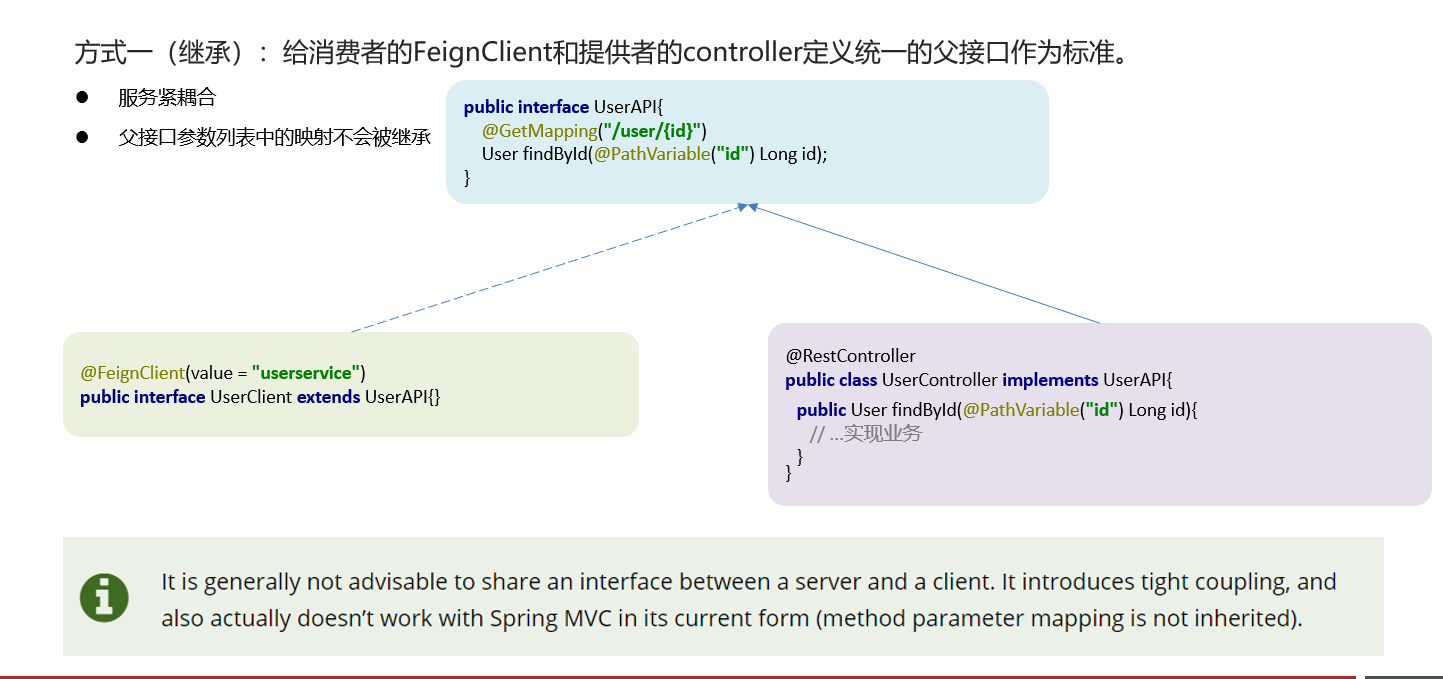 方式一（继承）：给消费者的FeignClient和提供者的controller定义统一的父接口作为标准。
● 服务紧耦合
● 父接口参数列表中的映射不会被继承
public interface UserAPI{
@GetMapping("/user/{id}")
User findById(@PathVariable("id") Long id);
}
@FeignClient(value = "userservice")
public interface UserClient extends UserAPI{}
@RestController
public class UserController implements UserAPI{
public User findById(@PathVariable("id") Long id){
// ...实现业务
}
}
It is generally not advisable to share an interface between a server and a client. It introduces tight coupling, and
also actually doesn’t work with Spring MVC in its current form (method parameter mapping is not inherited).